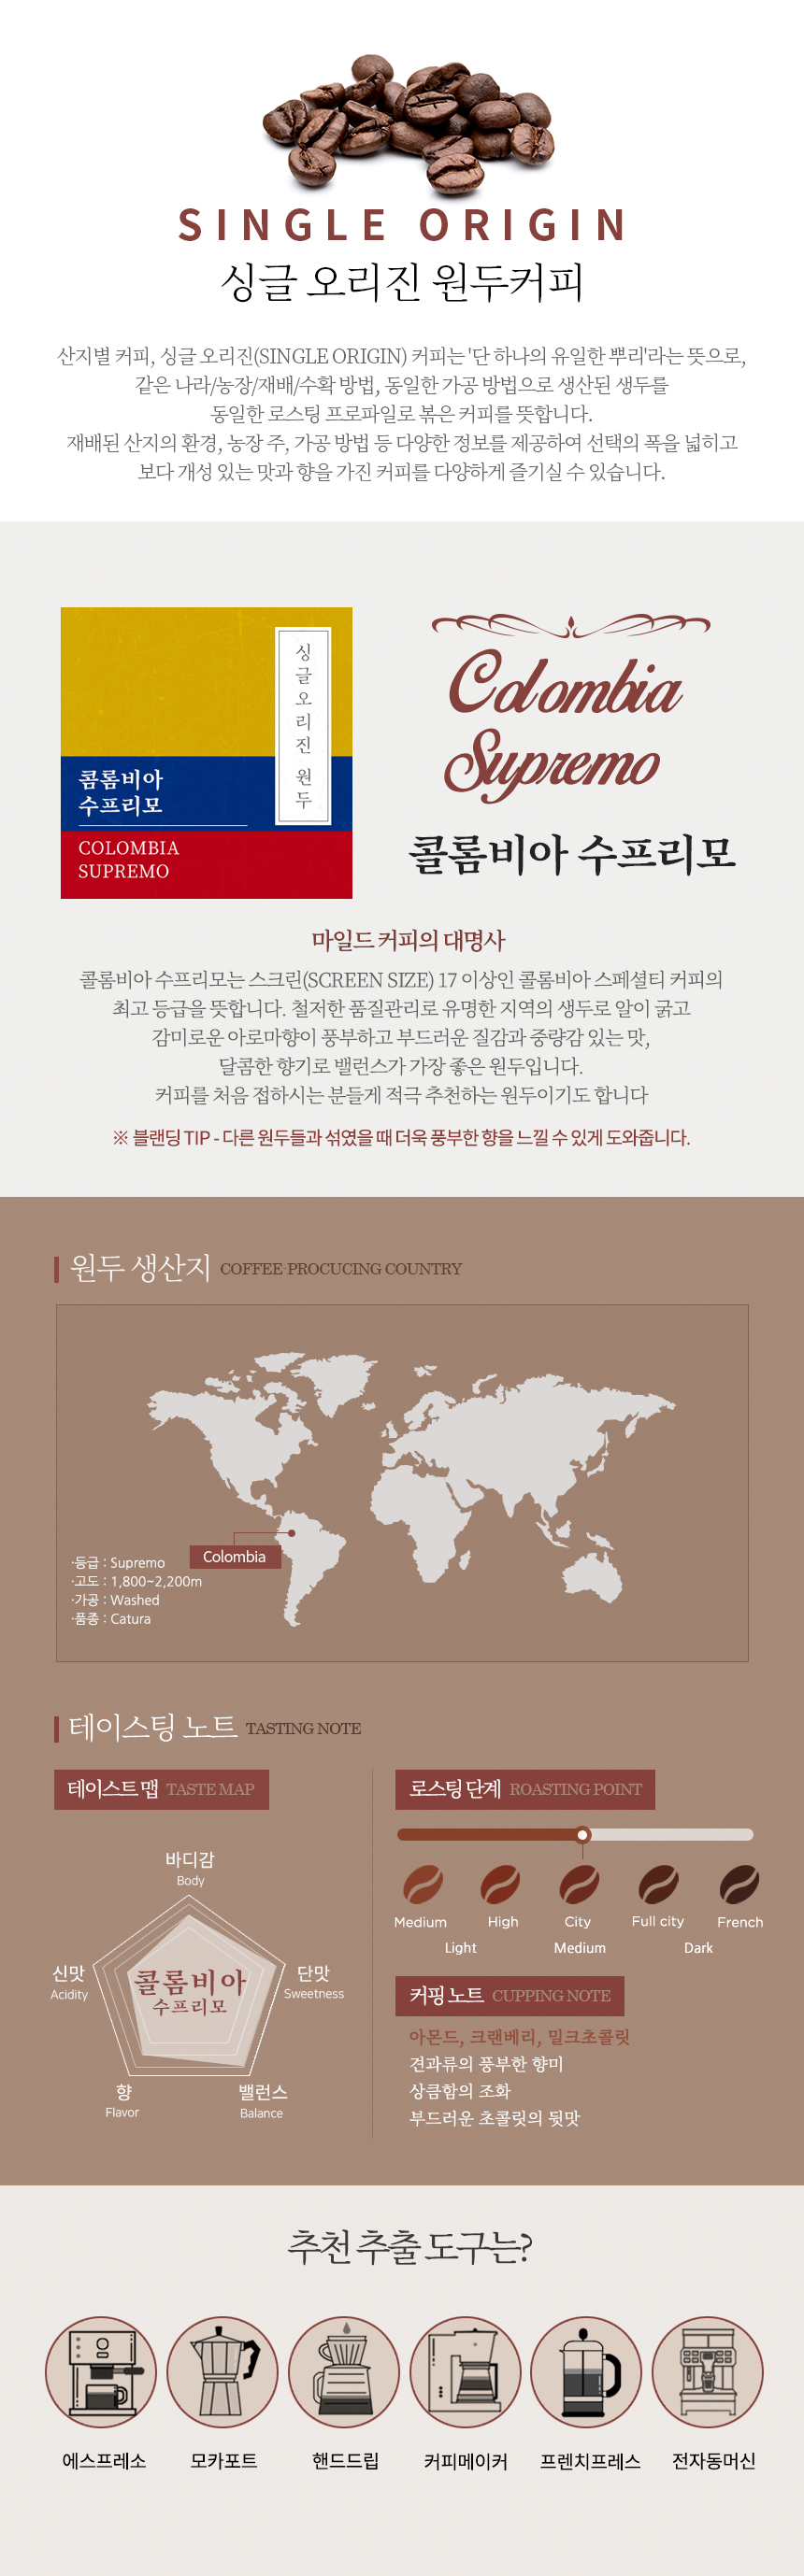 SINGLE ORIGIN
싱글 오리진 원두커피
산지별 커피, 싱글 오리진(SINGLE ORIGIN) 커피는 '단 하나의 유일한 뿌리'라는 뜻으로,
같은 나라/농장/재배/수확 방법, 동일한 가공 방법으로 생산된 생두를
동일한 로스팅 프로파일로 볶은 커피를 뜻합니다.
재배된 산지의 환경, 농장 주, 가공 방법 등 다양한 정보를 제공하여 선택의 폭을 넓히고
보다 개성 있는 맛과 향을 가진 커피를 다양하게 즐기실 수 있습니다.
싱글 오리진 원두
콤롬비아
수프리모
COLOMBIA
SUPREMO
Colombia
Supremo
콜롬비아 수프리모
마일드 커피의 대명사
콜롬비아 수프리모는 스크린(SCREEN SIZE) 17 이상인 콜롬비아 스페셜티 커피의
최고 등급을 뜻합니다. 철저한 품질관리로 유명한 지역의 생두로 알이 굵고
감미로운 아로마향이 풍부하고 부드러운 질감과 중량감 있는 맛,
달콤한 향기로 밸런스가 가장 좋은 원두입니다.
커피를 처음 접하시는 분들게 적극 추천하는 원두이기도 합니다
※ 블랜딩 TIP - 다른 원두들과 섞였을 때 더욱 풍부한 향을 느낄 수 있게 도와줍니다.
원두 생산지 COFFEE-PROCUCING COUNTRY
Colombia
·등급 : Supremo
·고도 : 1,800~2,200m
·가공 : Washed
·품종 : Catura
테이스팅 노트 TASTING NOTE
테이스트 맵 TASTE MAP
바디감
Body
신맛
Acidity
단맛
Sweetness
콜롬비아
수프리모
향
Flavor
밸런스
Balance
로스팅 단계 ROASTING POINT
Medium High City Full city French
Light Medium Dark
커핑 노트 CUPPING NOTE
아몬드, 크랜베리, 밀크초콜릿
견과류의 풍부한 향미
상큼함의 조화
부드러운 초콜릿의 뒷맛
추천 추출 도구는?
에스프레소 모카포트 핸드드립 커피메이커 프렌치프레스 전자동머신